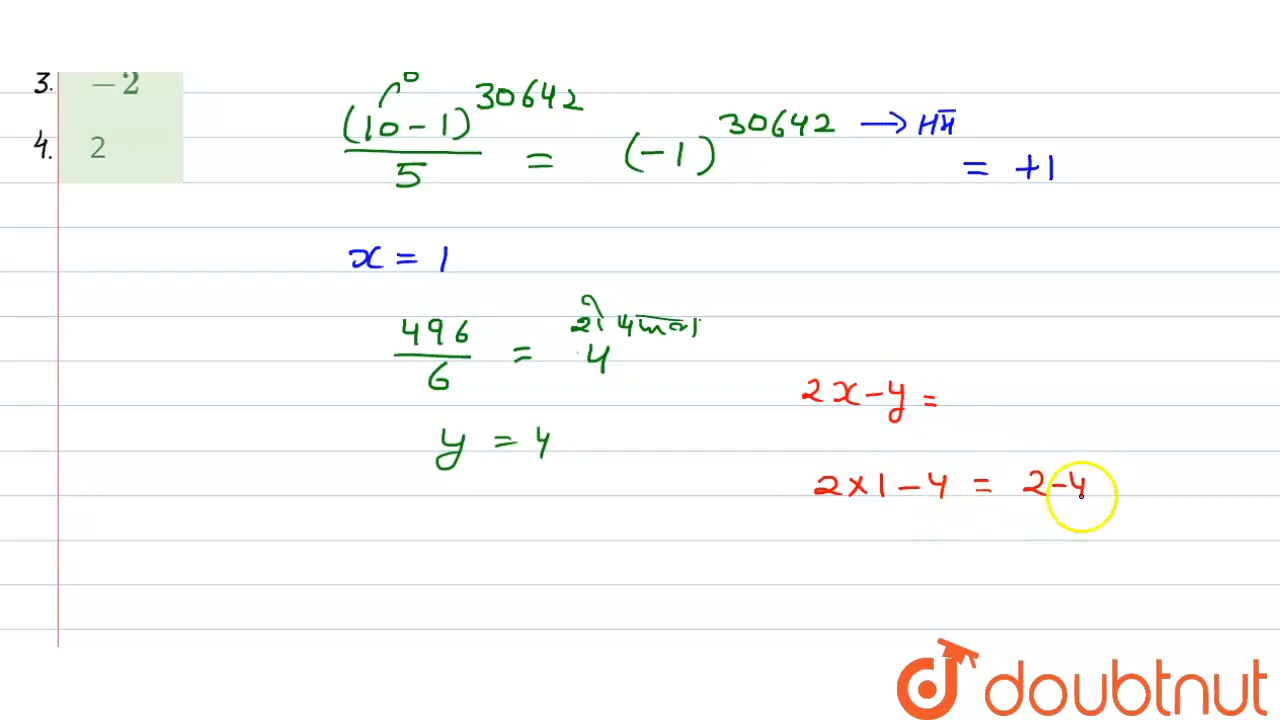 3. −2
4. 2
(10−1)^30642 / 5 = (−1)^30642 → सम
0
= +1
x = 1
496 / 6 = 4
y = 4
2x−y =
2×1−4 = 2−4
doubtnut